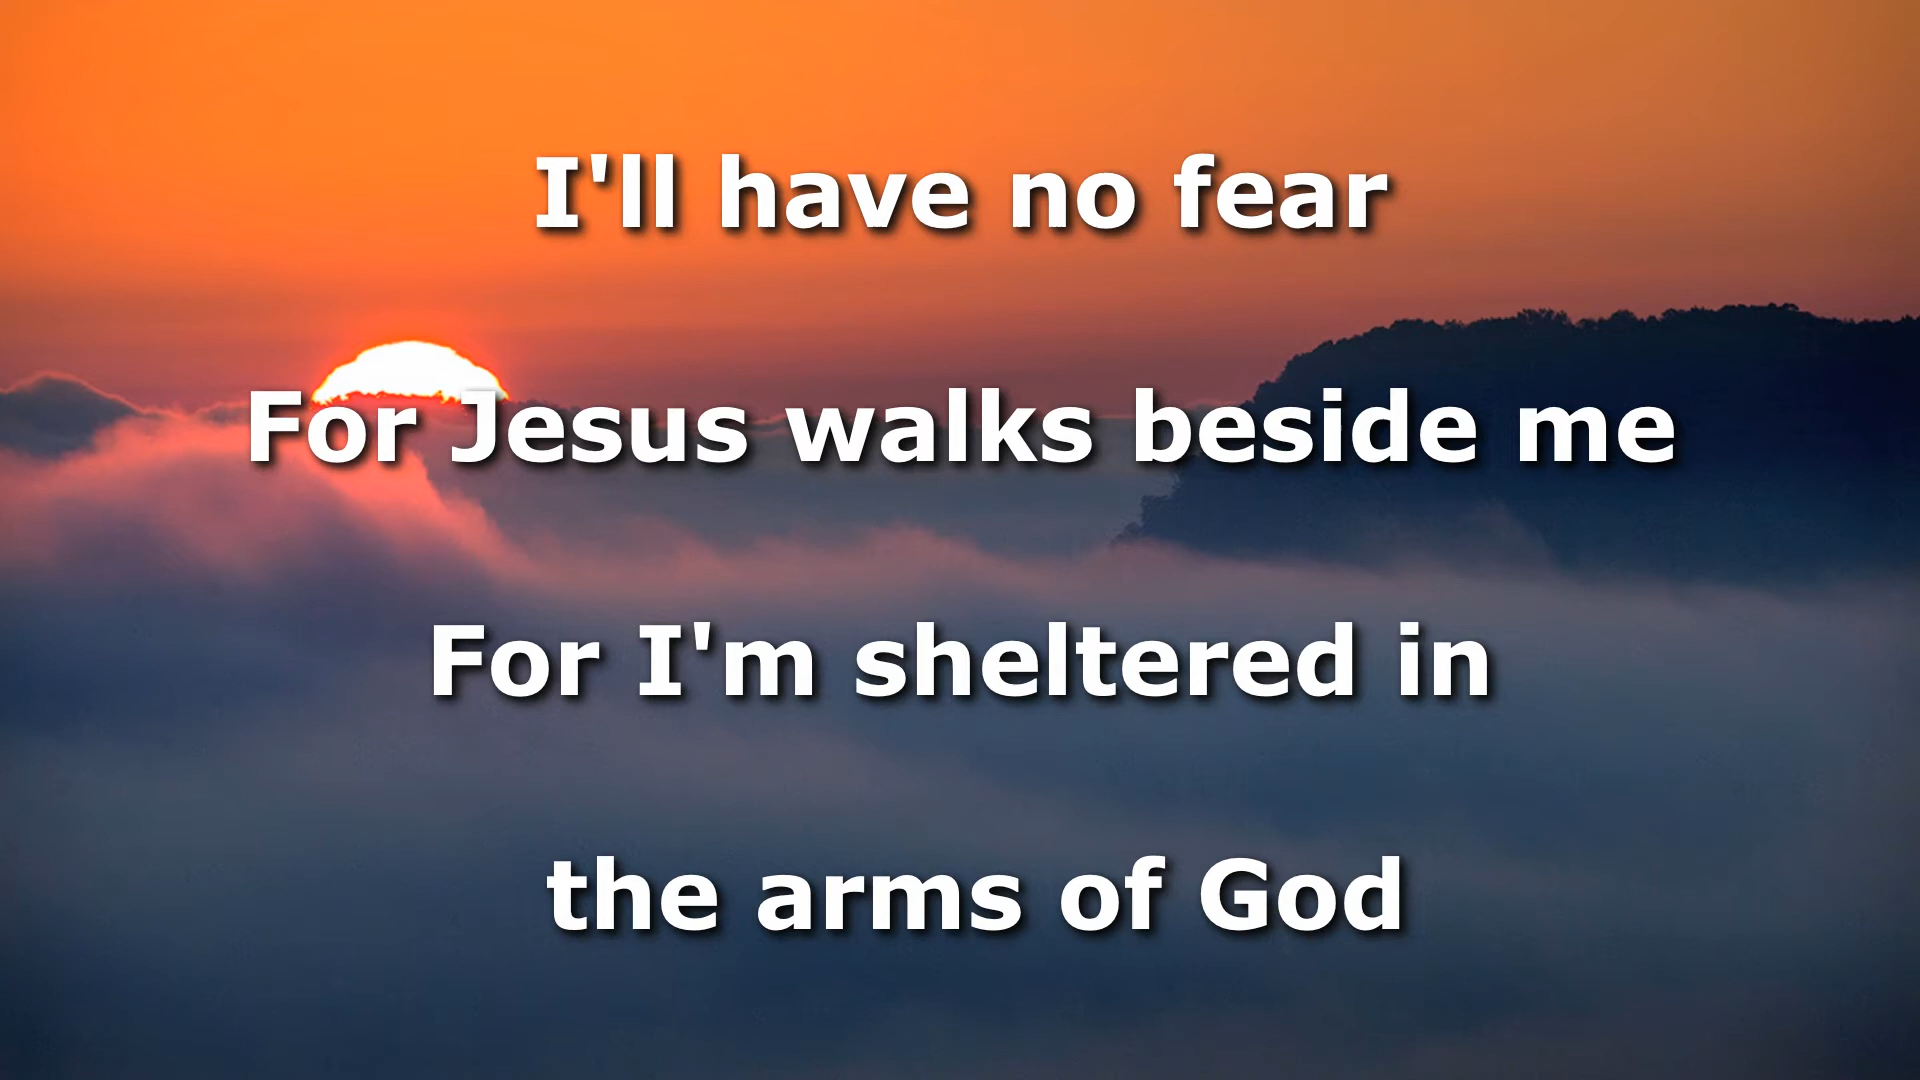 I'll have no fear
For Jesus walks beside me
For I'm sheltered in
the arms of God